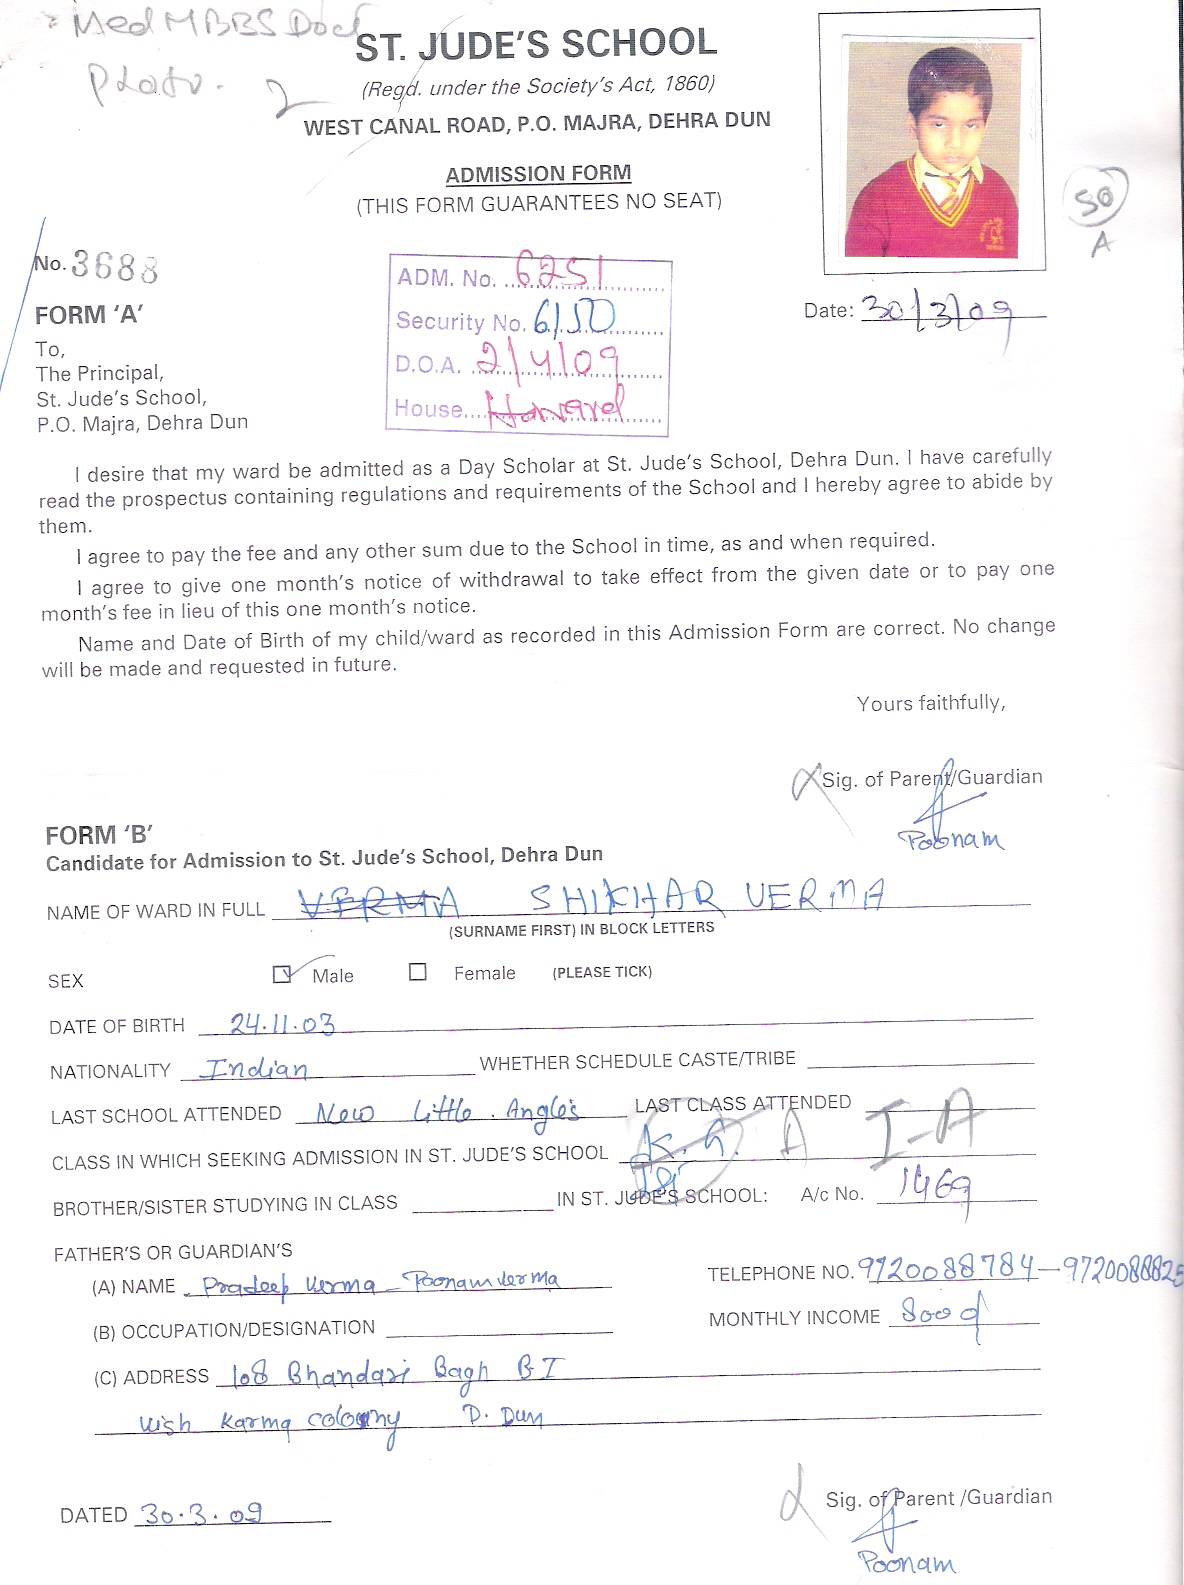 Med MBBS Doct
Photo. 2
ST. JUDE'S SCHOOL
(Regd. under the Society's Act, 1860)
WEST CANAL ROAD, P.O. MAJRA, DEHRA DUN
ADMISSION FORM
(THIS FORM GUARANTEES NO SEAT)
50
A
No. 3688
ADM. No. 6251
Security No. 6150
D.O.A. 2/4/09
House
Date: 30/3/09
FORM 'A'
To,
The Principal,
St. Jude's School,
P.O. Majra, Dehra Dun
I desire that my ward be admitted as a Day Scholar at St. Jude's School, Dehra Dun. I have carefully
read the prospectus containing regulations and requirements of the School and I hereby agree to abide by
them.
I agree to pay the fee and any other sum due to the School in time, as and when required.
I agree to give one month's notice of withdrawal to take effect from the given date or to pay one
month's fee in lieu of this one month's notice.
Name and Date of Birth of my child/ward as recorded in this Admission Form are correct. No change
will be made and requested in future.
Yours faithfully,
Sig. of Parent/Guardian
Poonam
FORM 'B'
Candidate for Admission to St. Jude's School, Dehra Dun
NAME OF WARD IN FULL VERMA SHIKHAR VERMA
(SURNAME FIRST) IN BLOCK LETTERS
SEX Male Female (PLEASE TICK)
DATE OF BIRTH 24.11.03
NATIONALITY Indian WHETHER SCHEDULE CASTE/TRIBE
LAST SCHOOL ATTENDED New Little. Angles LAST CLASS ATTENDED
CLASS IN WHICH SEEKING ADMISSION IN ST. JUDE'S SCHOOL K.G. A I-A
BROTHER/SISTER STUDYING IN CLASS IN ST. JUDE'S SCHOOL: A/c No. 1469
FATHER'S OR GUARDIAN'S
(A) NAME Pradeep Verma - Poonam Verma TELEPHONE NO. 9720088784 - 9720088825
(B) OCCUPATION/DESIGNATION MONTHLY INCOME
(C) ADDRESS 108 Bhandari Bagh B I
wish Karma colony D. Dun
DATED 30.3.09
Sig. of Parent /Guardian
Poonam